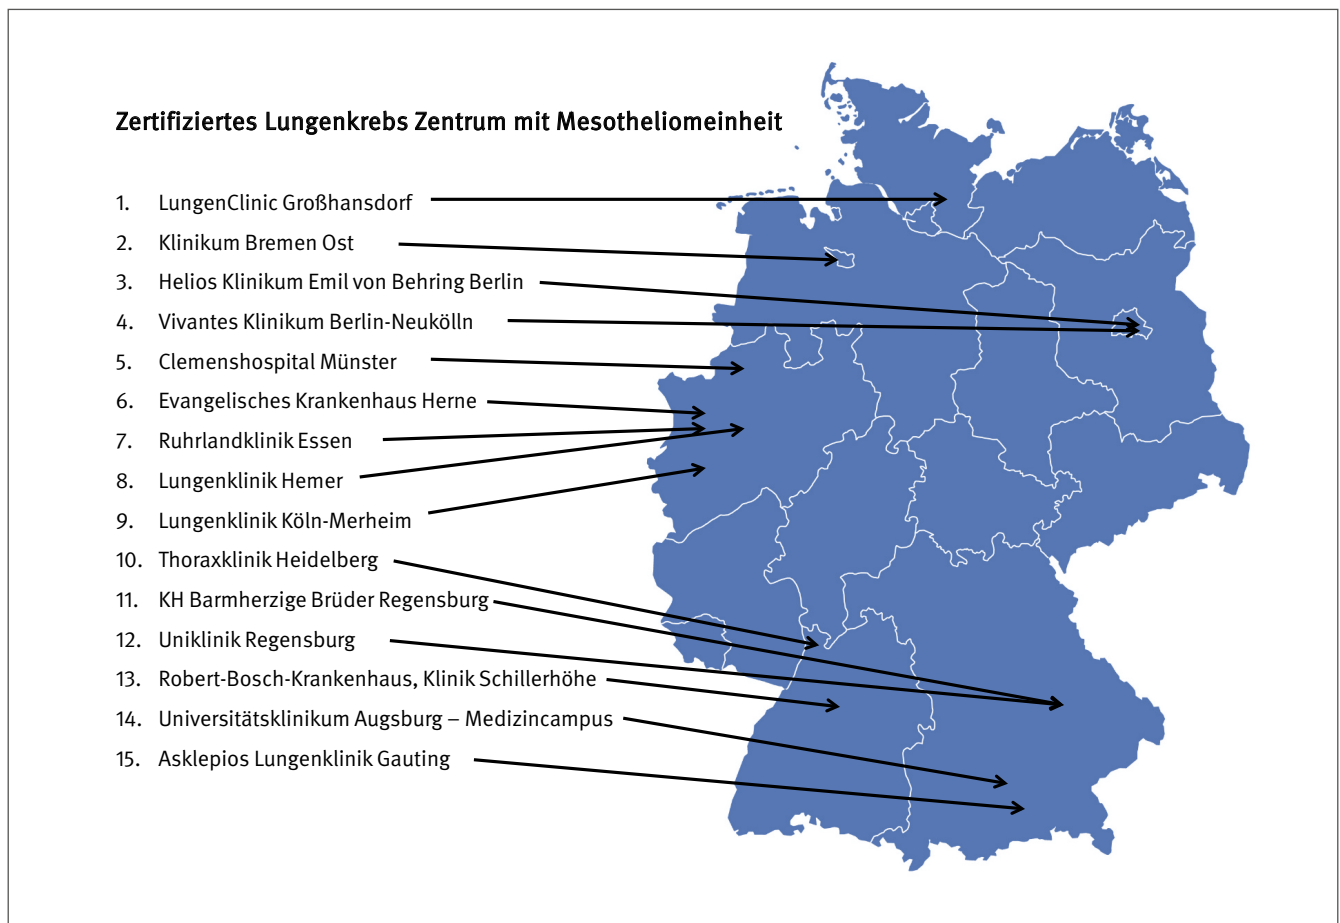 Zertifiziertes Lungenkrebs Zentrum mit Mesotheliomeinheit
1. LungenClinic Großhansdorf
2. Klinikum Bremen Ost
3. Helios Klinikum Emil von Behring Berlin
4. Vivantes Klinikum Berlin-Neukölln
5. Clemenshospital Münster
6. Evangelisches Krankenhaus Herne
7. Ruhrlandklinik Essen
8. Lungenklinik Hemer
9. Lungenklinik Köln-Merheim
10. Thoraxklinik Heidelberg
11. KH Barmherzige Brüder Regensburg
12. Uniklinik Regensburg
13. Robert-Bosch-Krankenhaus, Klinik Schillerhöhe
14. Universitätsklinikum Augsburg – Medizincampus
15. Asklepios Lungenklinik Gauting